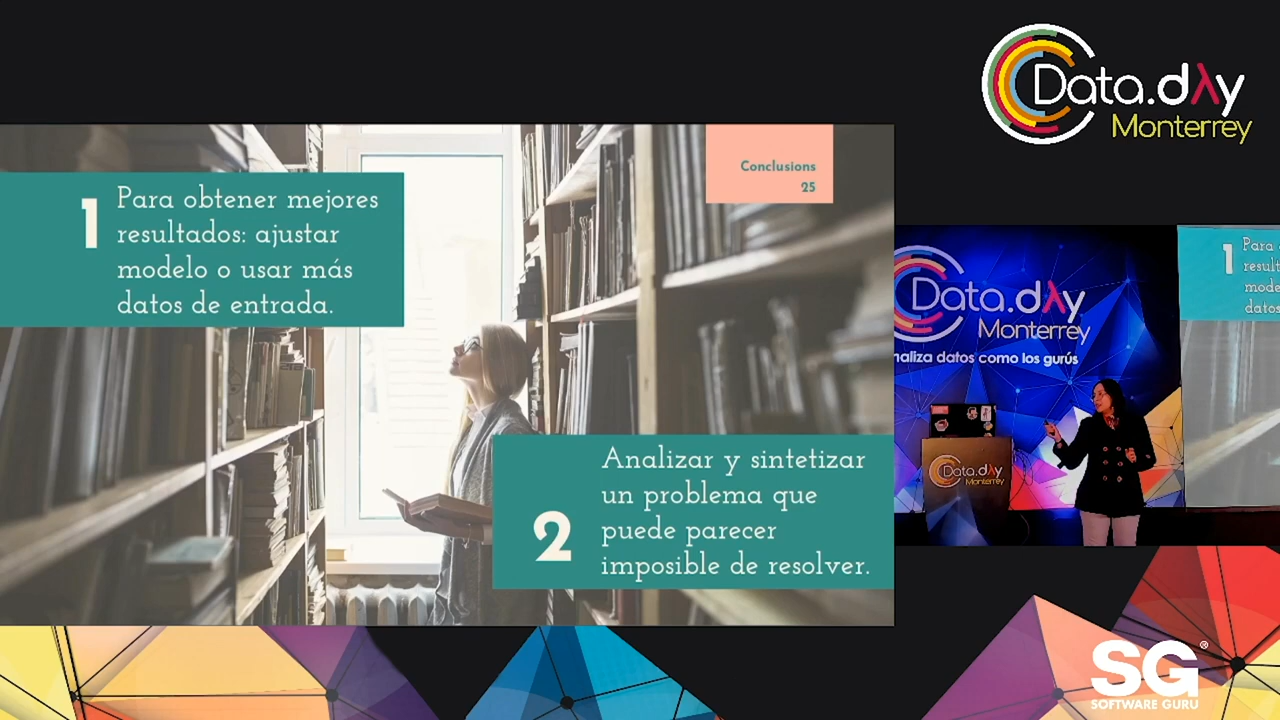 Data.dλy
Monterrey
Conclusions
25
1
Para obtener mejores
resultados: ajustar
modelo o usar más
datos de entrada.
2
Analizar y sintetizar
un problema que
puede parecer
imposible de resolver.
Data.dλy
Monterrey
naliza datos como los gurús
Data.dλy
Monterrey
1
Para
result
mode
datos
SG®
SOFTWARE GURU